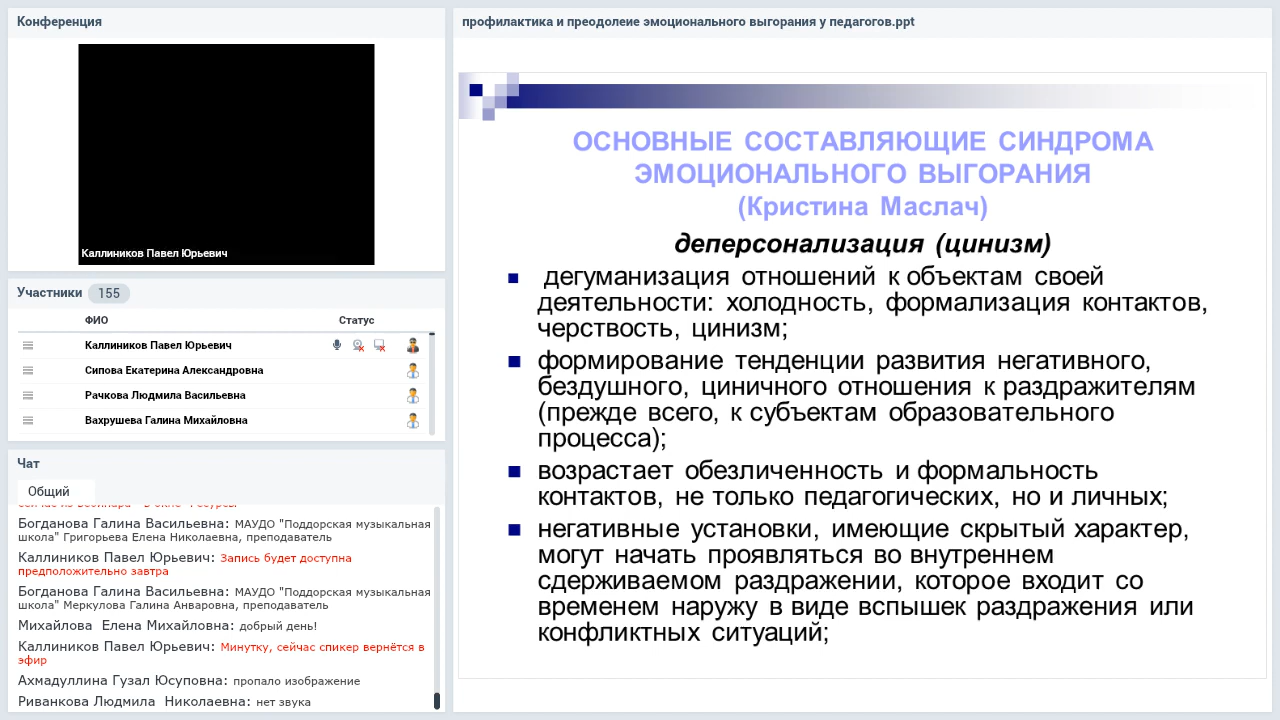 Конференция
Каллиников Павел Юрьевич
Участники 155
ФИО Статус
Каллиников Павел Юрьевич
Сипова Екатерина Александровна
Рачкова Людмила Васильевна
Вахрушева Галина Михайловна
Чат
Общий
Богданова Галина Васильевна: МАУДО "Поддорская музыкальная
школа" Григорьева Елена Николаевна, преподаватель
Каллиников Павел Юрьевич: Запись будет доступна
предположительно завтра
Богданова Галина Васильевна: МАУДО "Поддорская музыкальная
школа" Меркулова Галина Анваровна, преподаватель
Михайлова Елена Михайловна: добрый день!
Каллиников Павел Юрьевич: Минутку, сейчас спикер вернётся в
эфир
Ахмадуллина Гузал Юсуповна: пропало изображение
Риванкова Людмила Николаевна: нет звука
профилактика и преодолеие эмоционального выгорания у педагогов.ppt
ОСНОВНЫЕ СОСТАВЛЯЮЩИЕ СИНДРОМА
ЭМОЦИОНАЛЬНОГО ВЫГОРАНИЯ
(Кристина Маслач)
деперсонализация (цинизм)
дегуманизация отношений к объектам своей
деятельности: холодность, формализация контактов,
черствость, цинизм;
формирование тенденции развития негативного,
бездушного, циничного отношения к раздражителям
(прежде всего, к субъектам образовательного
процесса);
возрастает обезличенность и формальность
контактов, не только педагогических, но и личных;
негативные установки, имеющие скрытый характер,
могут начать проявляться во внутреннем
сдерживаемом раздражении, которое входит со
временем наружу в виде вспышек раздражения или
конфликтных ситуаций;